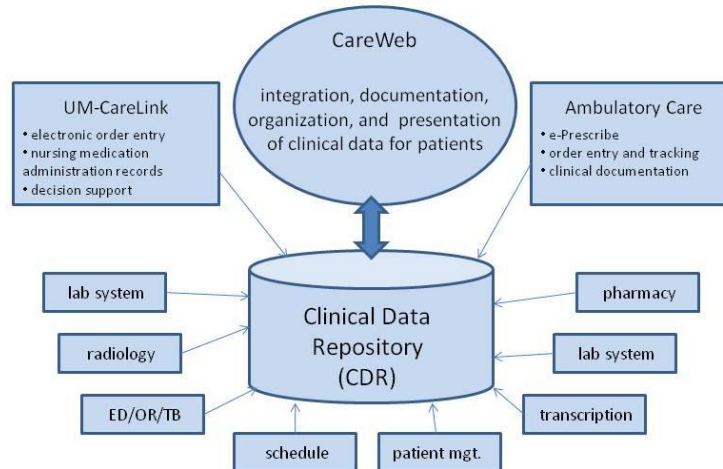 CareWeb
integration, documentation,
organization, and presentation
of clinical data for patients
UM-CareLink
• electronic order entry
• nursing medication
administration records
• decision support
Ambulatory Care
• e-Prescribe
• order entry and tracking
• clinical documentation
lab system
radiology
ED/OR/TB
schedule
Clinical Data
Repository
(CDR)
patient mgt.
pharmacy
lab system
transcription